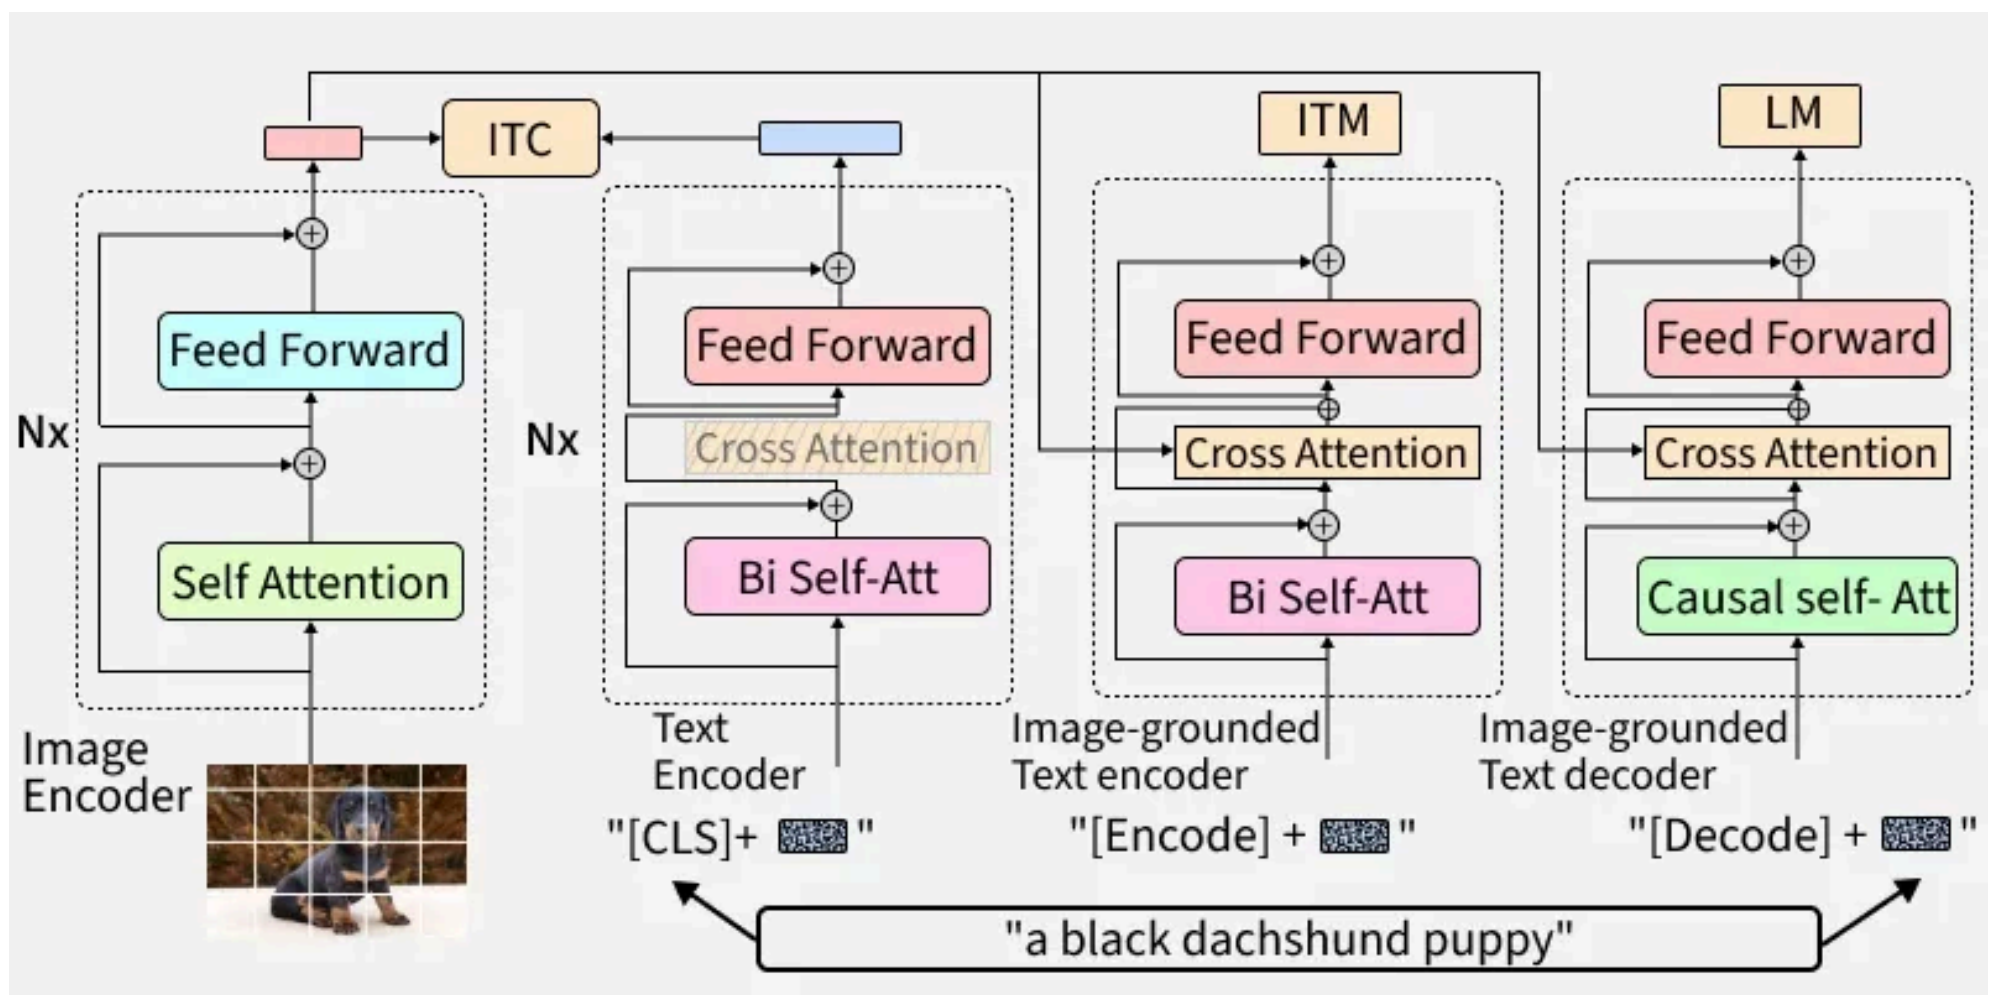 ITC
ITM
LM
Feed Forward
Feed Forward
Feed Forward
Feed Forward
Nx
Nx
Cross Attention
Cross Attention
Cross Attention
Self Attention
Bi Self-Att
Bi Self-Att
Causal self- Att
Image
Encoder
Text
Encoder
Image-grounded
Text encoder
Image-grounded
Text decoder
"[CLS]+ "
"[Encode] + "
"[Decode] + "
"a black dachshund puppy"